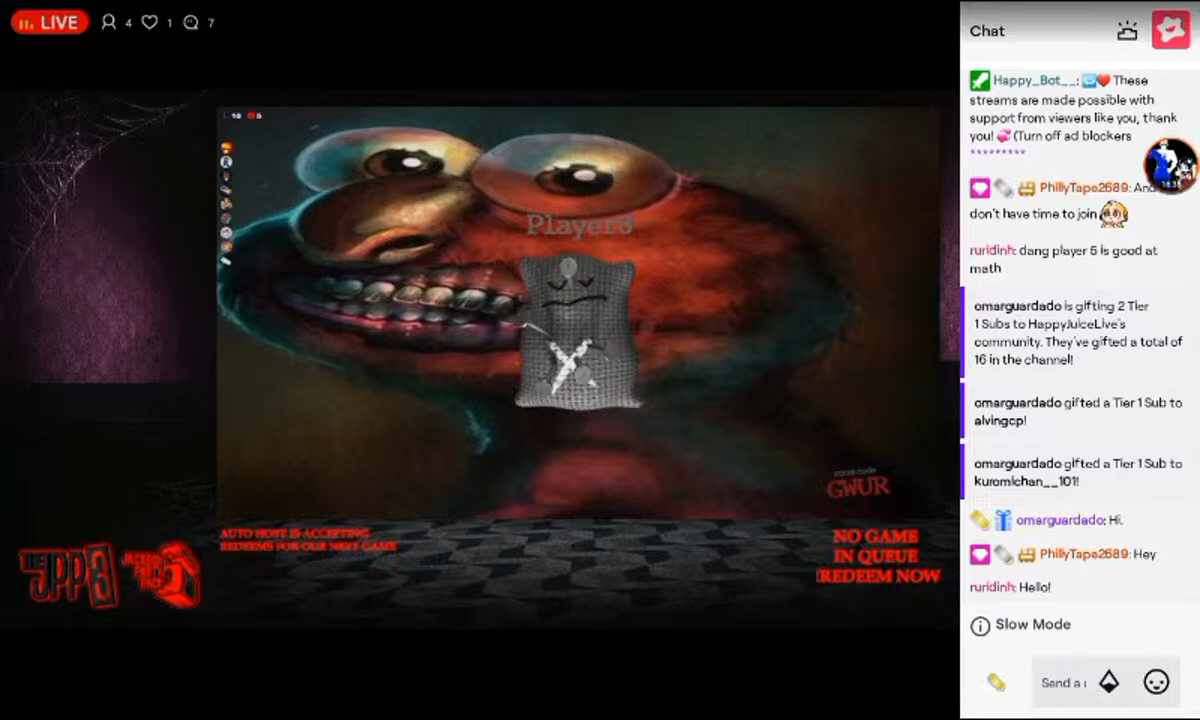 LIVE 4 1 7
Chat
Happy_Bot__: These
streams are made possible with
support from viewers like you, thank
you! (Turn off ad blockers
*********
PhillyTape2689: And
don't have time to join
ruridinh: dang player 5 is good at
math
omarguardado is gifting 2 Tier
1 Subs to HappyJuiceLive's
community. They've gifted a total of
16 in the channel!
omarguardado gifted a Tier 1 Sub to
alvingcp!
omarguardado gifted a Tier 1 Sub to
kuromichan__101!
omarguardado: Hi.
PhillyTape2689: Hey
ruridinh: Hello!
Slow Mode
Send a
ROOM CODE
GWUR
AUTO HOST IS ACCEPTING
REDEEMS FOR OUR NEXT GAME
NO GAME
IN QUEUE
REDEEM NOW
THE JPP3